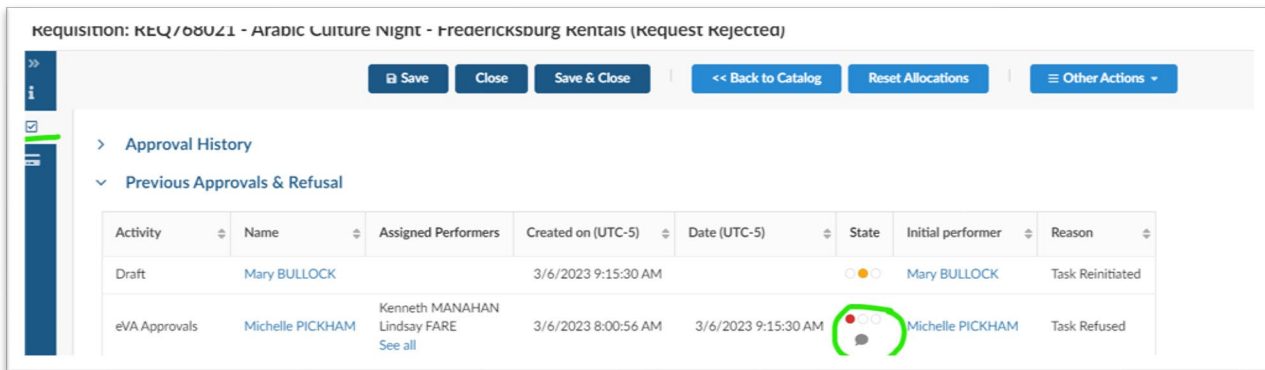 Requisition: REQ768021 - Arabic Culture Night - Fredericksburg Rentals (Request Rejected)
Save Close Save & Close << Back to Catalog Reset Allocations Other Actions
Approval History
Previous Approvals & Refusal
Activity Name Assigned Performers Created on (UTC-5) Date (UTC-5) State Initial performer Reason
Draft Mary BULLOCK 3/6/2023 9:15:30 AM Mary BULLOCK Task Reinitiated
Kenneth MANAHAN
eVA Approvals Michelle PICKHAM Lindsay FARE 3/6/2023 8:00:56 AM 3/6/2023 9:15:30 AM Michelle PICKHAM Task Refused
See all